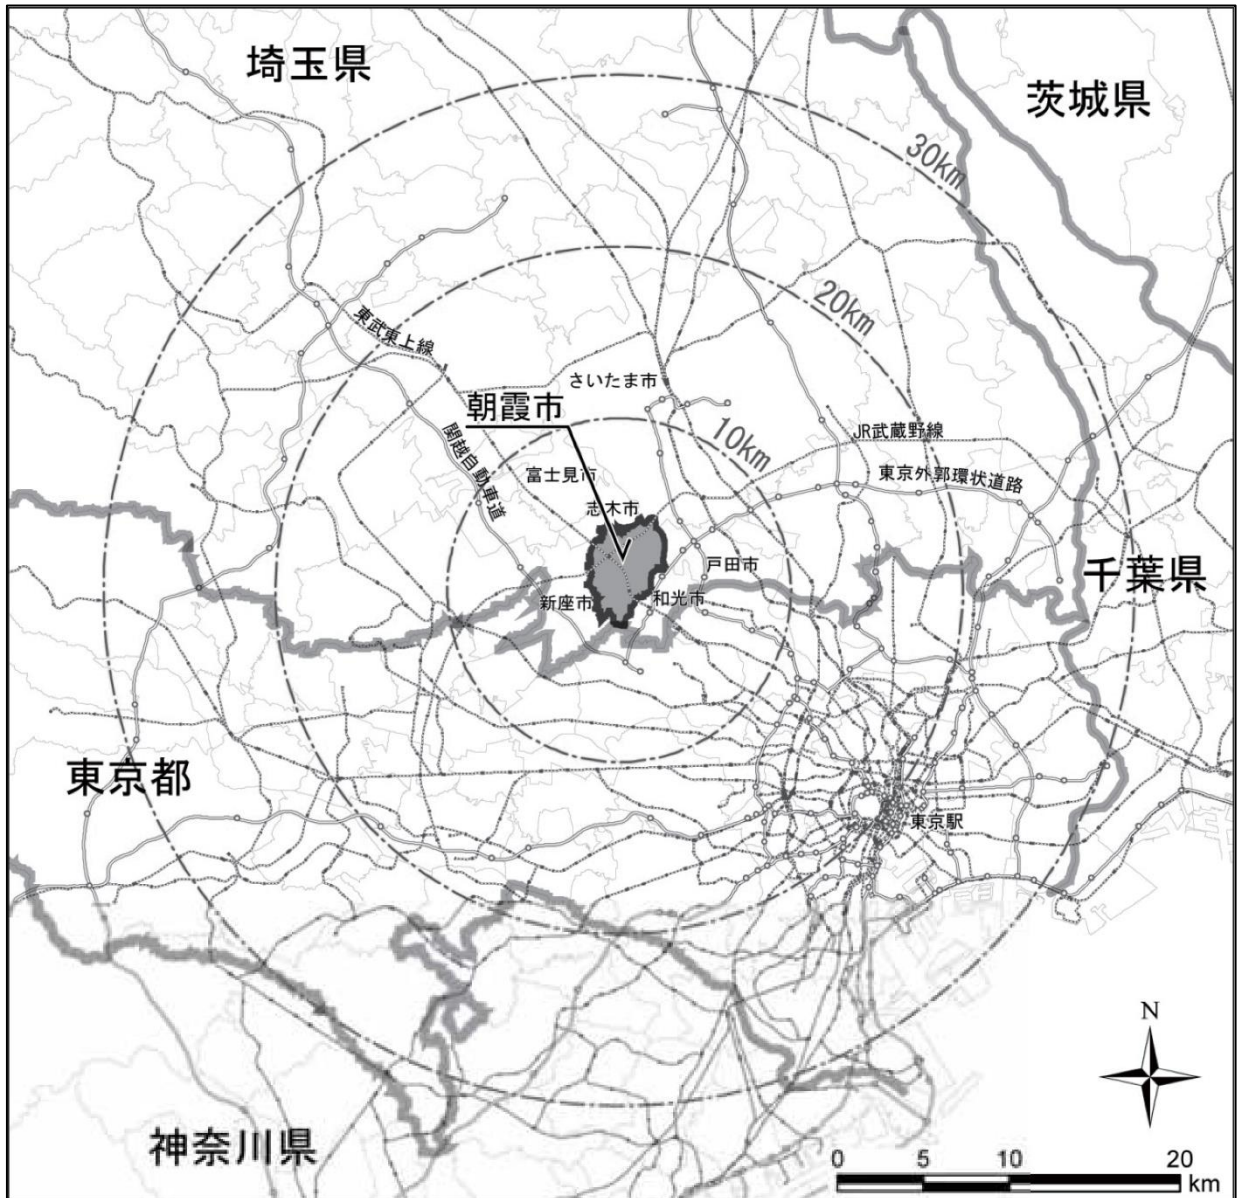 埼玉県
茨城県
30km
20km
東武東上線
さいたま市
朝霞市
10km
JR武蔵野線
関越自動車道
富士見市
東京外郭環状道路
志木市
戸田市
千葉県
新座市
和光市
東京都
東京駅
N
神奈川県
0 5 10 20
km